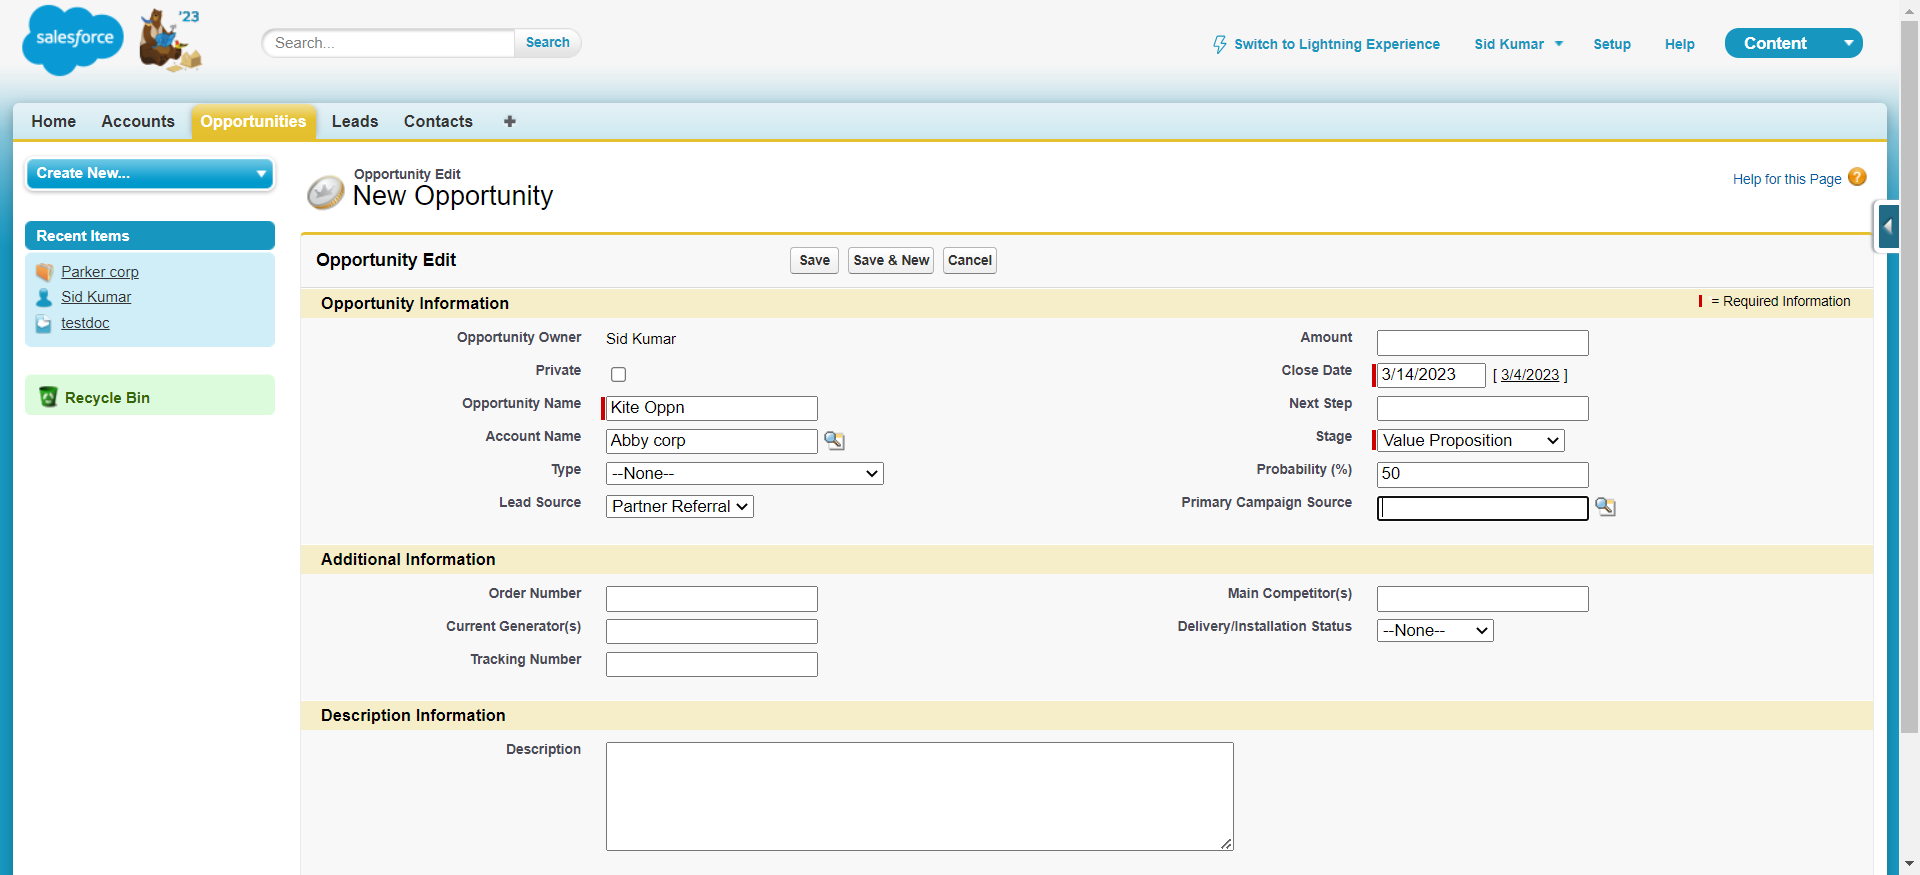 salesforce
'23
Search...
Search
Switch to Lightning Experience
Sid Kumar
Setup
Help
Content
Home
Accounts
Opportunities
Leads
Contacts
+
Create New...
Recent Items
Parker corp
Sid Kumar
testdoc
Recycle Bin
Opportunity Edit
New Opportunity
Help for this Page
?
Opportunity Edit
Save
Save & New
Cancel
Opportunity Information
= Required Information
Opportunity Owner
Sid Kumar
Amount
Private
Close Date
3/14/2023
[ 3/4/2023 ]
Opportunity Name
Kite Oppn
Next Step
Account Name
Abby corp
Stage
Value Proposition
Type
--None--
Probability (%)
50
Lead Source
Partner Referral
Primary Campaign Source
Additional Information
Order Number
Main Competitor(s)
Current Generator(s)
Delivery/Installation Status
--None--
Tracking Number
Description Information
Description